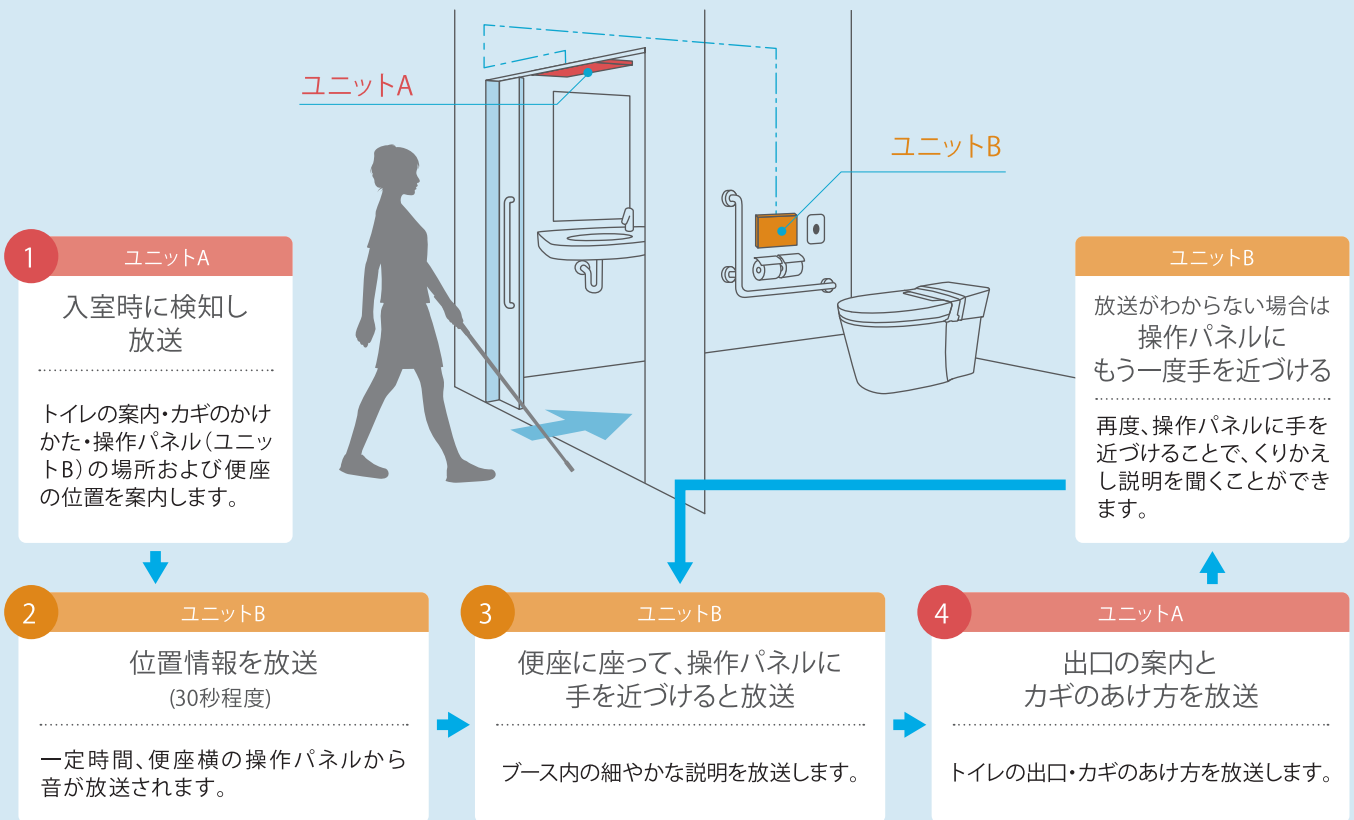 ユニットA
ユニットB
1
ユニットA
入室時に検知し
放送
トイレの案内・カギのかけ
かた・操作パネル（ユニッ
トB）の場所および便座
の位置を案内します。
2
ユニットB
位置情報を放送
(30秒程度)
一定時間、便座横の操作パネルから
音が放送されます。
3
ユニットB
便座に座って、操作パネルに
手を近づけると放送
ブース内の細やかな説明を放送します。
4
ユニットA
出口の案内と
カギのあけ方を放送
トイレの出口・カギのあけ方を放送します。
ユニットB
放送がわからない場合は
操作パネルに
もう一度手を近づける
再度、操作パネルに手を
近づけることで、くりかえ
し説明を聞くことができ
ます。